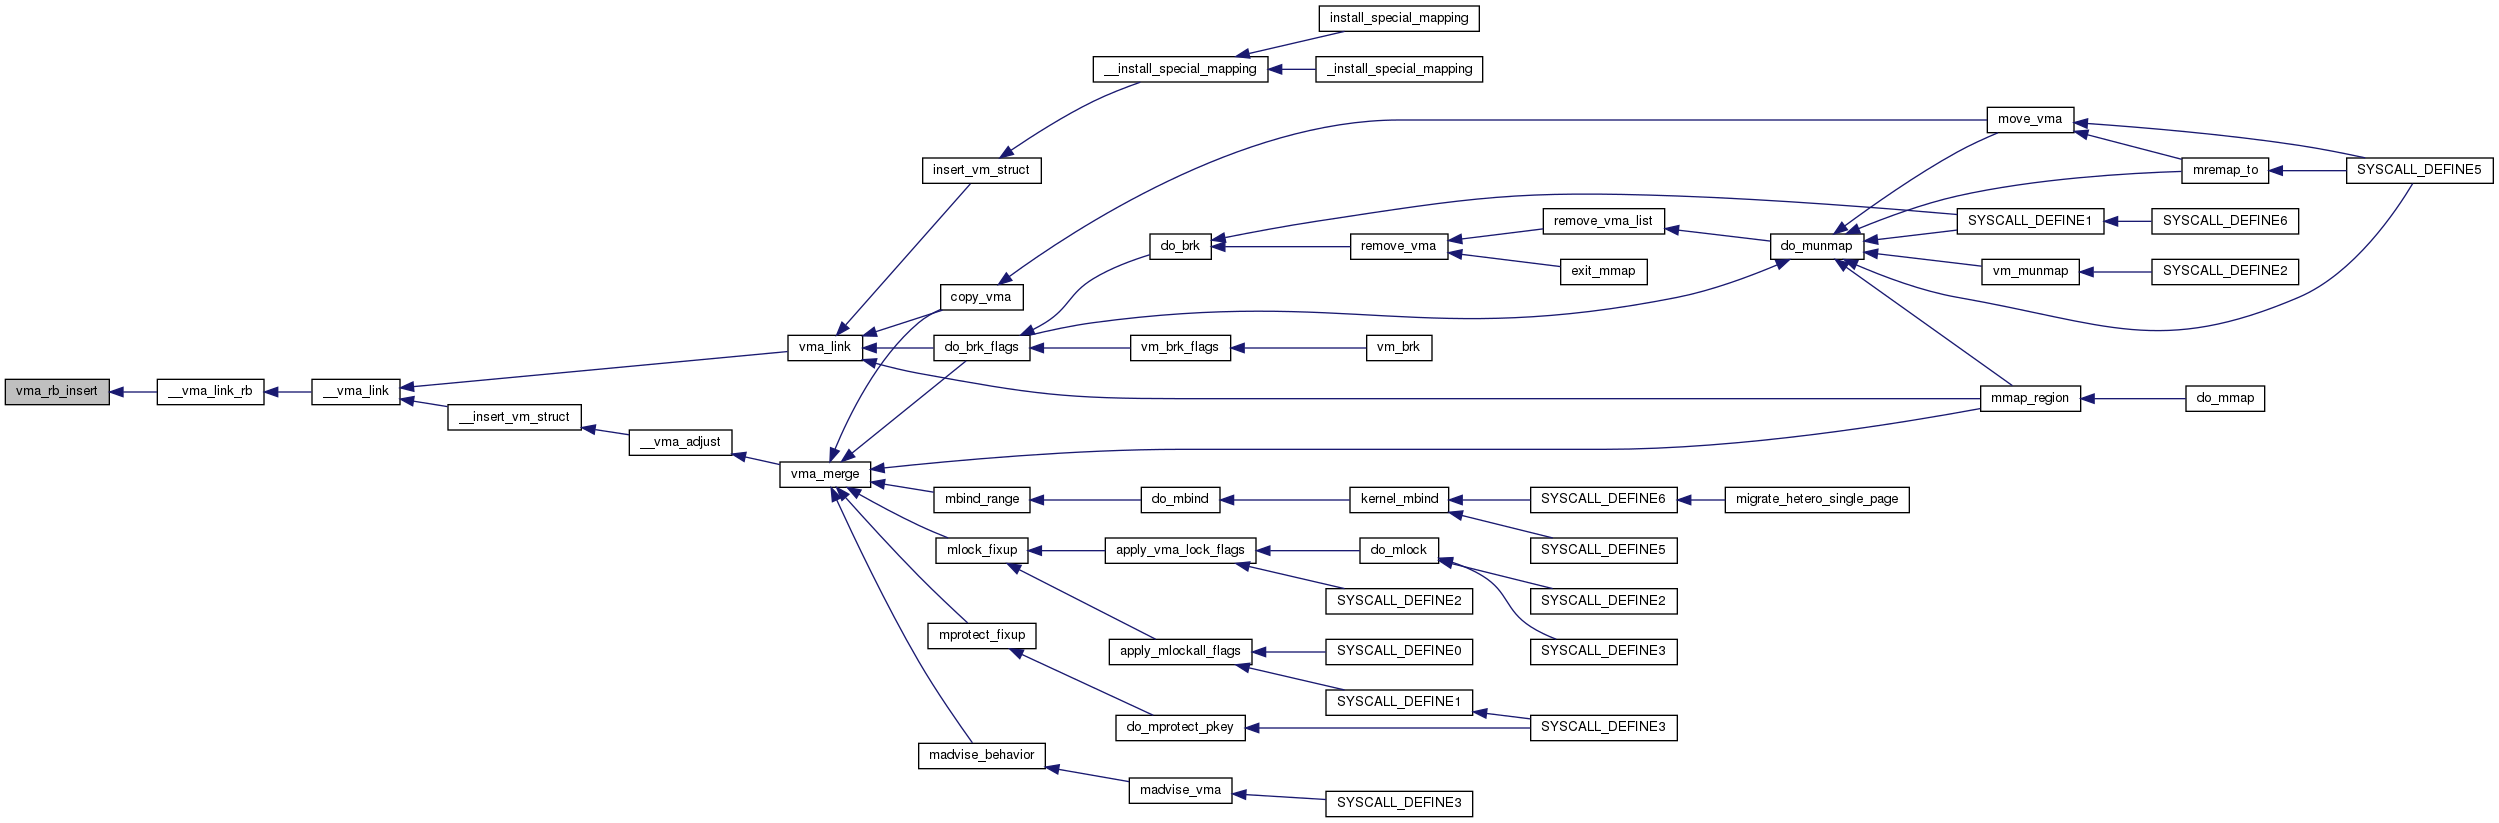 install_special_mapping
__install_special_mapping
_install_special_mapping
move_vma
insert_vm_struct
mremap_to
SYSCALL_DEFINE5
remove_vma_list
SYSCALL_DEFINE1
SYSCALL_DEFINE6
do_brk
remove_vma
do_munmap
exit_mmap
vm_munmap
SYSCALL_DEFINE2
copy_vma
vma_link
do_brk_flags
vm_brk_flags
vm_brk
vma_rb_insert
__vma_link_rb
__vma_link
mmap_region
do_mmap
__insert_vm_struct
__vma_adjust
vma_merge
mbind_range
do_mbind
kernel_mbind
SYSCALL_DEFINE6
migrate_hetero_single_page
mlock_fixup
apply_vma_lock_flags
do_mlock
SYSCALL_DEFINE5
SYSCALL_DEFINE2
SYSCALL_DEFINE2
mprotect_fixup
apply_mlockall_flags
SYSCALL_DEFINE0
SYSCALL_DEFINE3
SYSCALL_DEFINE1
do_mprotect_pkey
SYSCALL_DEFINE3
madvise_behavior
madvise_vma
SYSCALL_DEFINE3